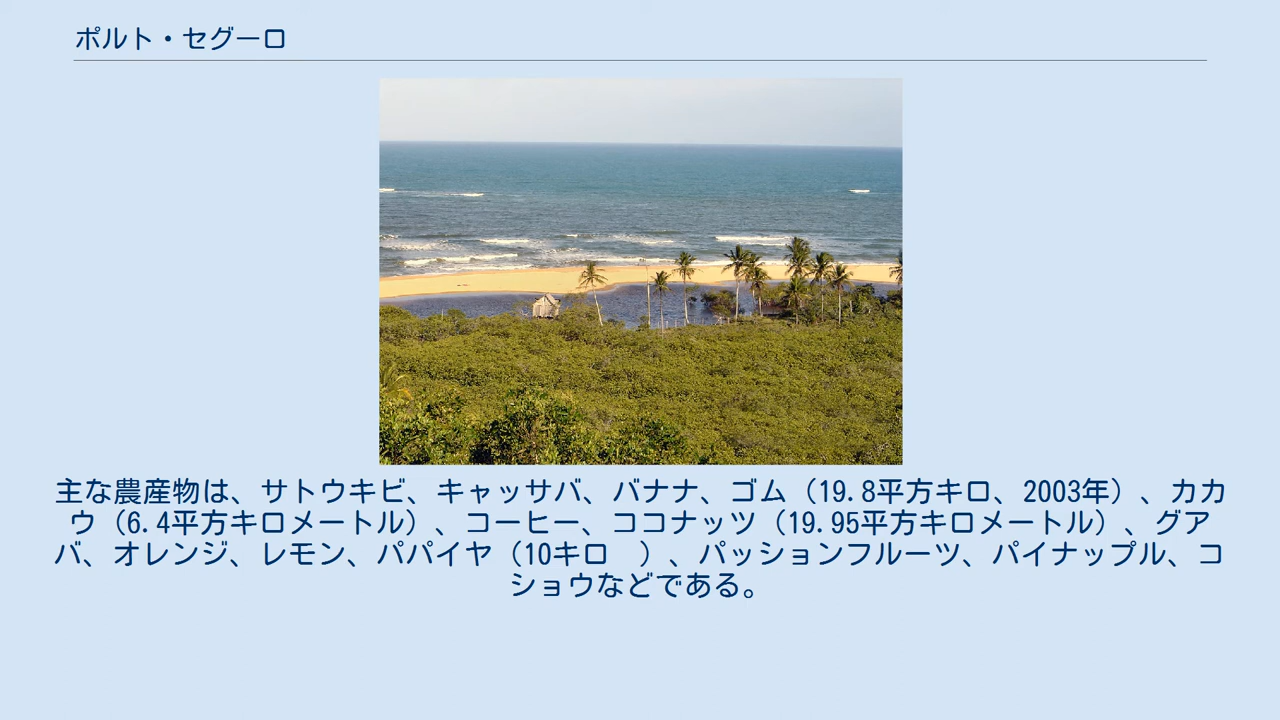 ポルト・セグーロ
主な農産物は、サトウキビ、キャッサバ、バナナ、ゴム（19.8平方キロ、2003年）、カカ
ウ（6.4平方キロメートル）、コーヒー、ココナッツ（19.95平方キロメートル）、グア
バ、オレンジ、レモン、パパイヤ（10キロ　）、パッションフルーツ、パイナップル、コ
ショウなどである。